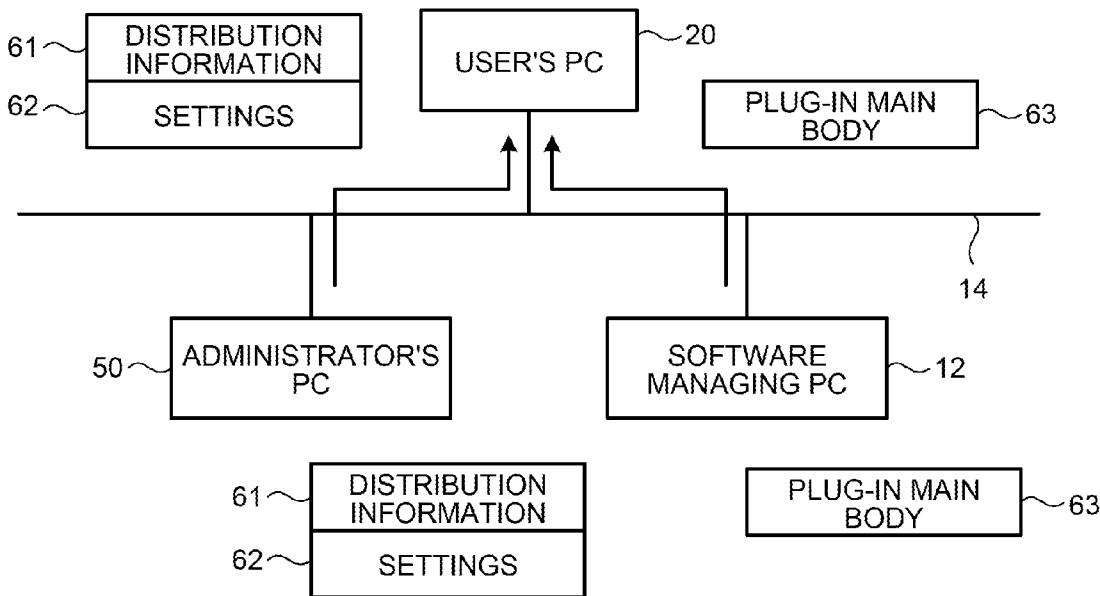 61
DISTRIBUTION
INFORMATION
62
SETTINGS
USER'S PC
20
PLUG-IN MAIN
BODY
63
14
50
ADMINISTRATOR'S
PC
SOFTWARE
MANAGING PC
12
61
DISTRIBUTION
INFORMATION
62
SETTINGS
PLUG-IN MAIN
BODY
63